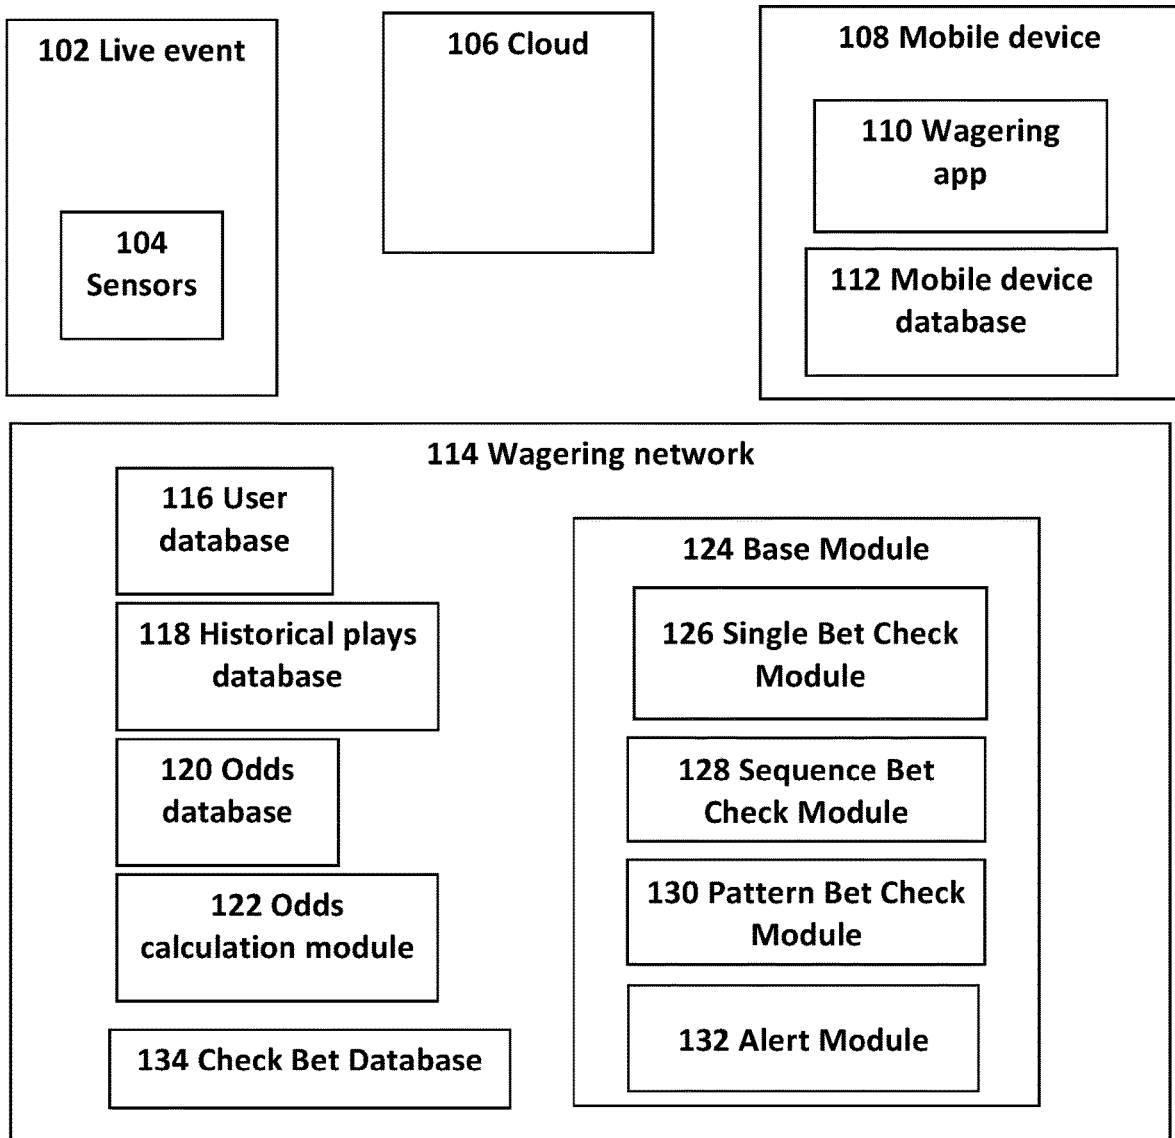 102 Live event
104
Sensors
106 Cloud
108 Mobile device
110 Wagering
app
112 Mobile device
database
114 Wagering network
116 User
database
118 Historical plays
database
120 Odds
database
122 Odds
calculation module
134 Check Bet Database
124 Base Module
126 Single Bet Check
Module
128 Sequence Bet
Check Module
130 Pattern Bet Check
Module
132 Alert Module